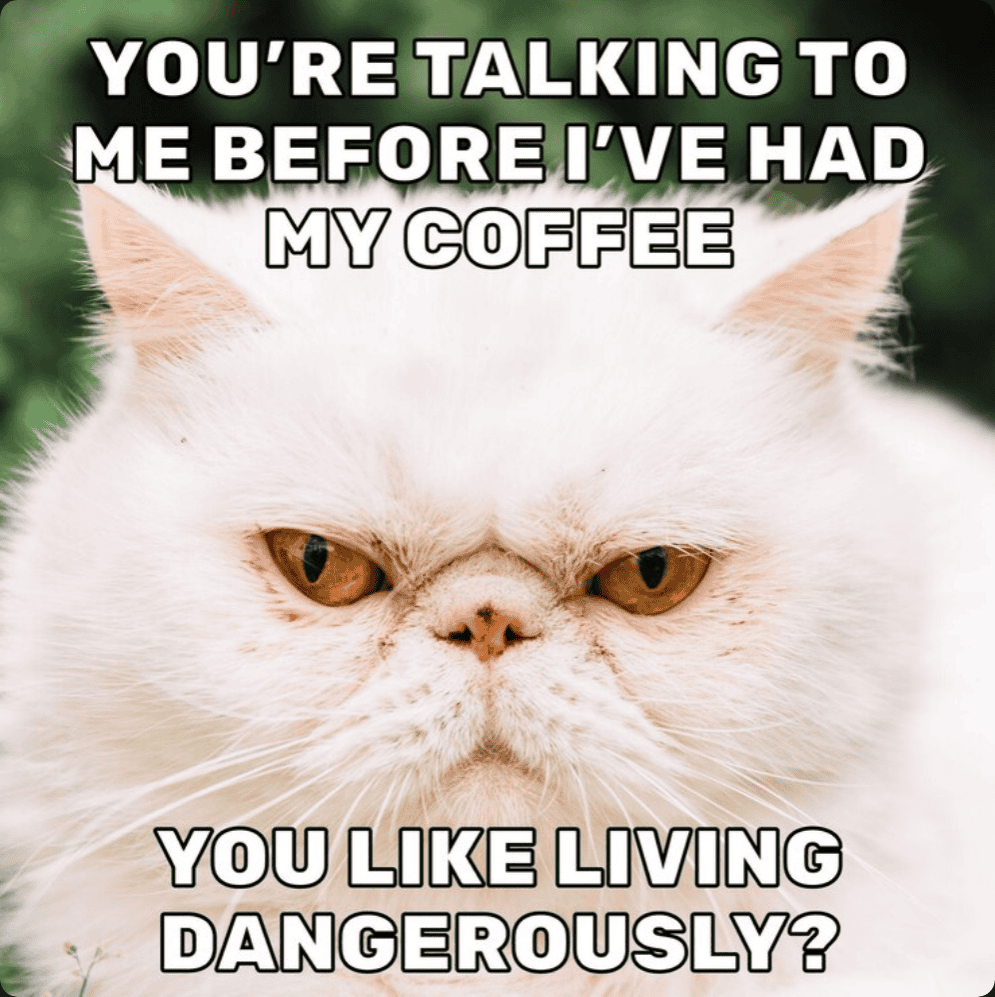 YOU’RE TALKING TO
ME BEFORE I’VE HAD
MY COFFEE
YOU LIKE LIVING
DANGEROUSLY?